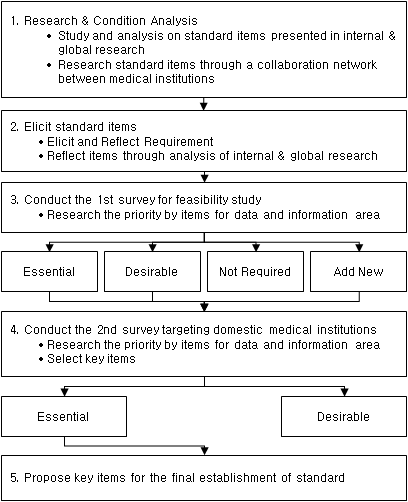 1. Research & Condition Analysis
• Study and analysis on standard items presented in internal &
global research
• Research standard items through a collaboration network
between medical institutions
2. Elicit standard items
• Elicit and Reflect Requirement
• Reflect items through analysis of internal & global research
3. Conduct the 1st survey for feasibility study
• Research the priority by items for data and information area
Essential
Desirable
Not Required
Add New
4. Conduct the 2nd survey targeting domestic medical institutions
• Research the priority by items for data and information area
• Select key items
Essential
Desirable
5. Propose key items for the final establishment of standard